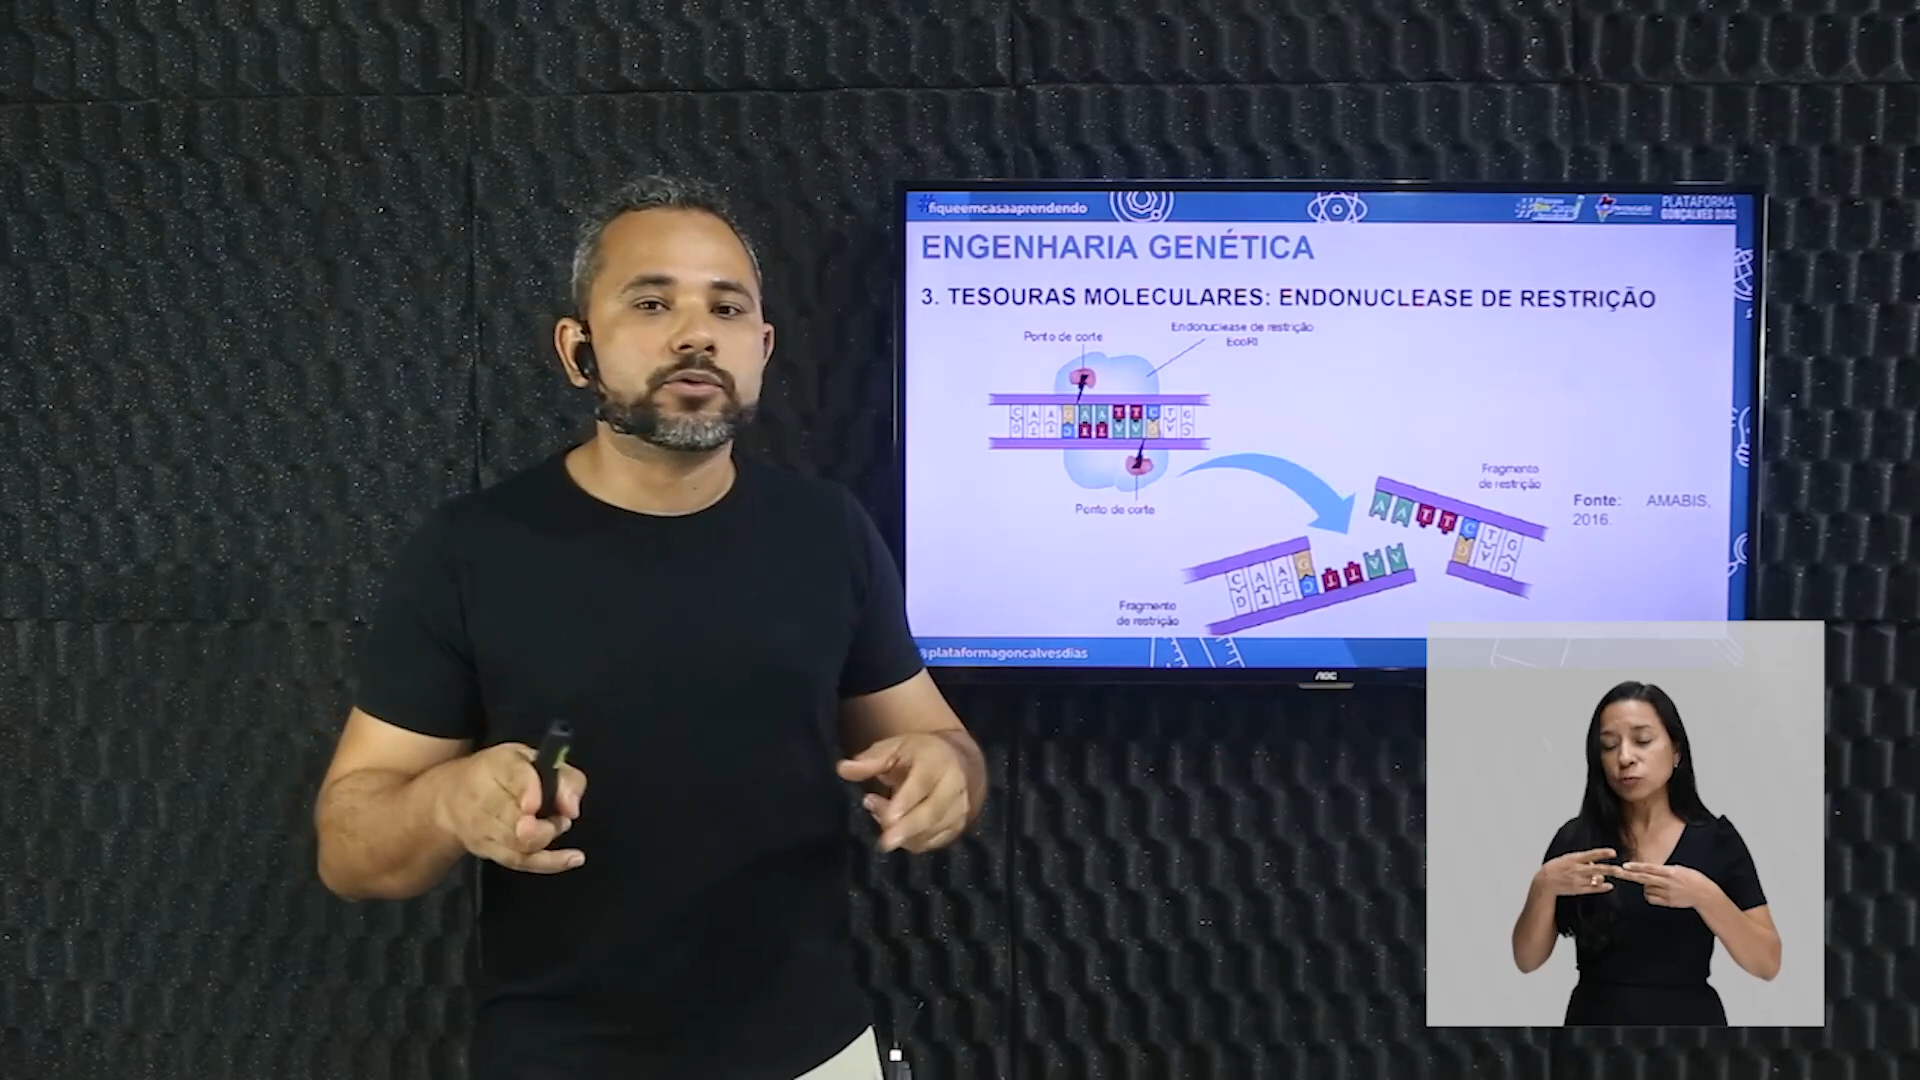 #fiqueemcasaaprendendo
PLATAFORMA
GONÇALVES DIAS
ENGENHARIA GENÉTICA
3. TESOURAS MOLECULARES: ENDONUCLEASE DE RESTRIÇÃO
Ponto de corte
Endonuclease de restrição
EcoRI
C A A G A A T T C T G
G T T C T T A A G A C
Ponto de corte
Fragmento
de restrição
A A T T C T G
G A C
Fonte: AMABIS,
2016.
C A A G
G T T C T T A A
Fragmento
de restrição
@plataformagoncalvesdias
AOC